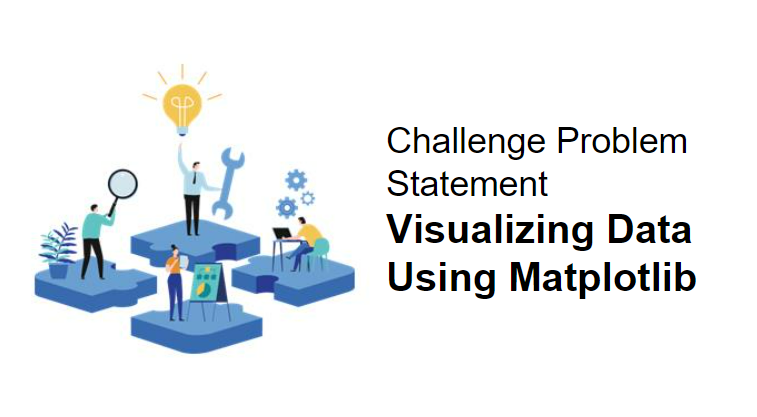 Challenge Problem
Statement
Visualizing Data
Using Matplotlib